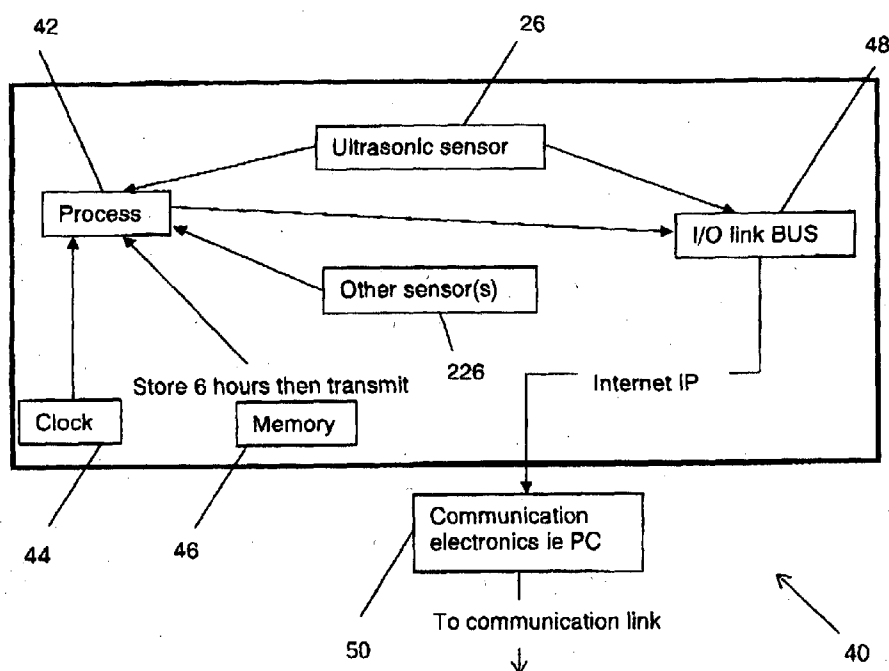 42
26
48
Ultrasonic sensor
Process
I/O link BUS
Other sensor(s)
226
Store 6 hours then transmit
Internet IP
Clock
Memory
44
46
Communication
electronics ie PC
50
To communication link
40